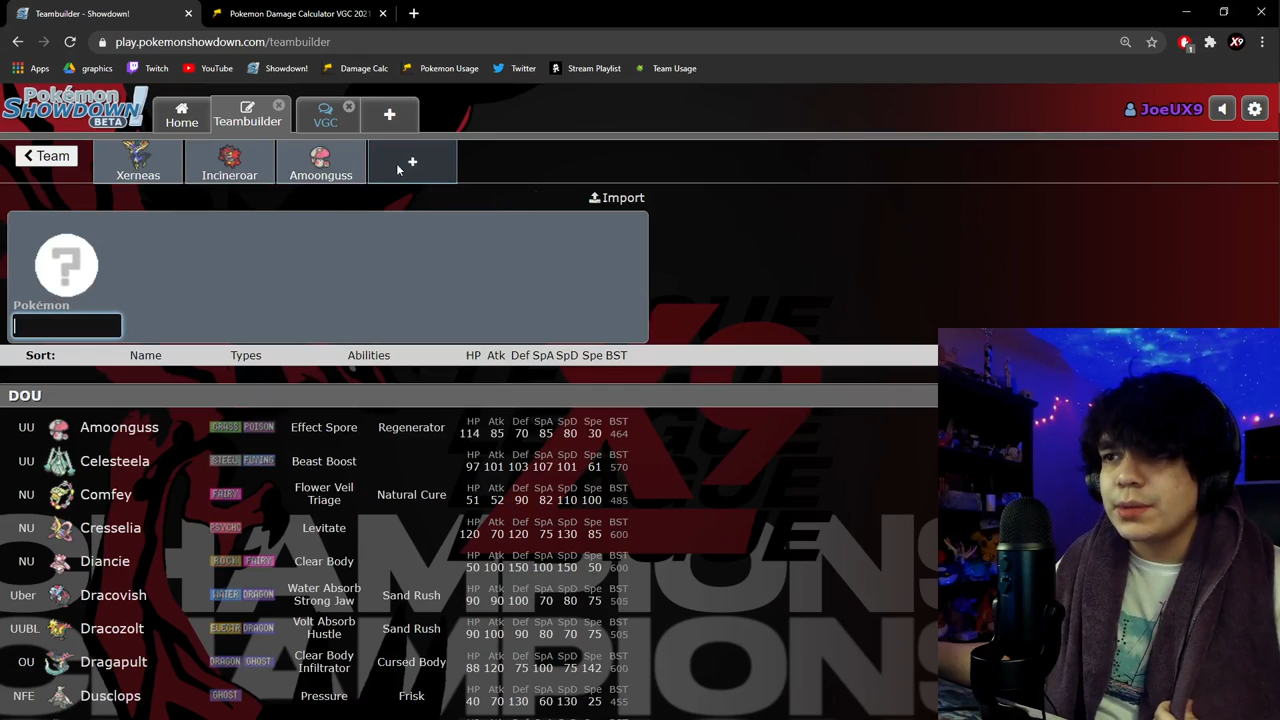 Teambuilder - Showdown!
Pokemon Damage Calculator VGC 2021
play.pokemonshowdown.com/teambuilder
1
X9
Apps
graphics
Twitch
YouTube
Showdown!
Damage Calc
Pokemon Usage
Twitter
Stream Playlist
Team Usage
Pokémon
SHOWDOWN!
BETA
Home
Teambuilder
VGC
JoeUX9
Team
Xerneas
Incineroar
Amoonguss
Import
Pokémon
Sort: Name Types Abilities HP Atk Def SpA SpD Spe BST
DOU
UU Amoonguss GRASS POISON Effect Spore Regenerator HP 114 Atk 85 Def 70 SpA 85 SpD 80 Spe 30 BST 464
UU Celesteela STEEL FLYING Beast Boost HP 97 Atk 101 Def 103 SpA 107 SpD 101 Spe 61 BST 570
NU Comfey FAIRY Flower Veil Triage Natural Cure HP 51 Atk 52 Def 90 SpA 82 SpD 110 Spe 100 BST 485
NU Cresselia PSYCHC Levitate HP 120 Atk 70 Def 120 SpA 75 SpD 130 Spe 85 BST 600
NU Diancie ROCK FAIRY Clear Body HP 50 Atk 100 Def 150 SpA 100 SpD 150 Spe 50 BST 600
Uber Dracovish WATER DRAGON Water Absorb Strong Jaw Sand Rush HP 90 Atk 90 Def 100 SpA 70 SpD 80 Spe 75 BST 505
UUBL Dracozolt ELECTR DRAGON Volt Absorb Hustle Sand Rush HP 90 Atk 100 Def 90 SpA 80 SpD 70 Spe 75 BST 505
OU Dragapult DRAGON GHOST Clear Body Infiltrator Cursed Body HP 88 Atk 120 Def 75 SpA 100 SpD 75 Spe 142 BST 600
NFE Dusclops GHOST Pressure Frisk HP 40 Atk 70 Def 130 SpA 60 SpD 130 Spe 25 BST 455
LEAGUE
X9
CHAMPIONS
CHAMPIONS